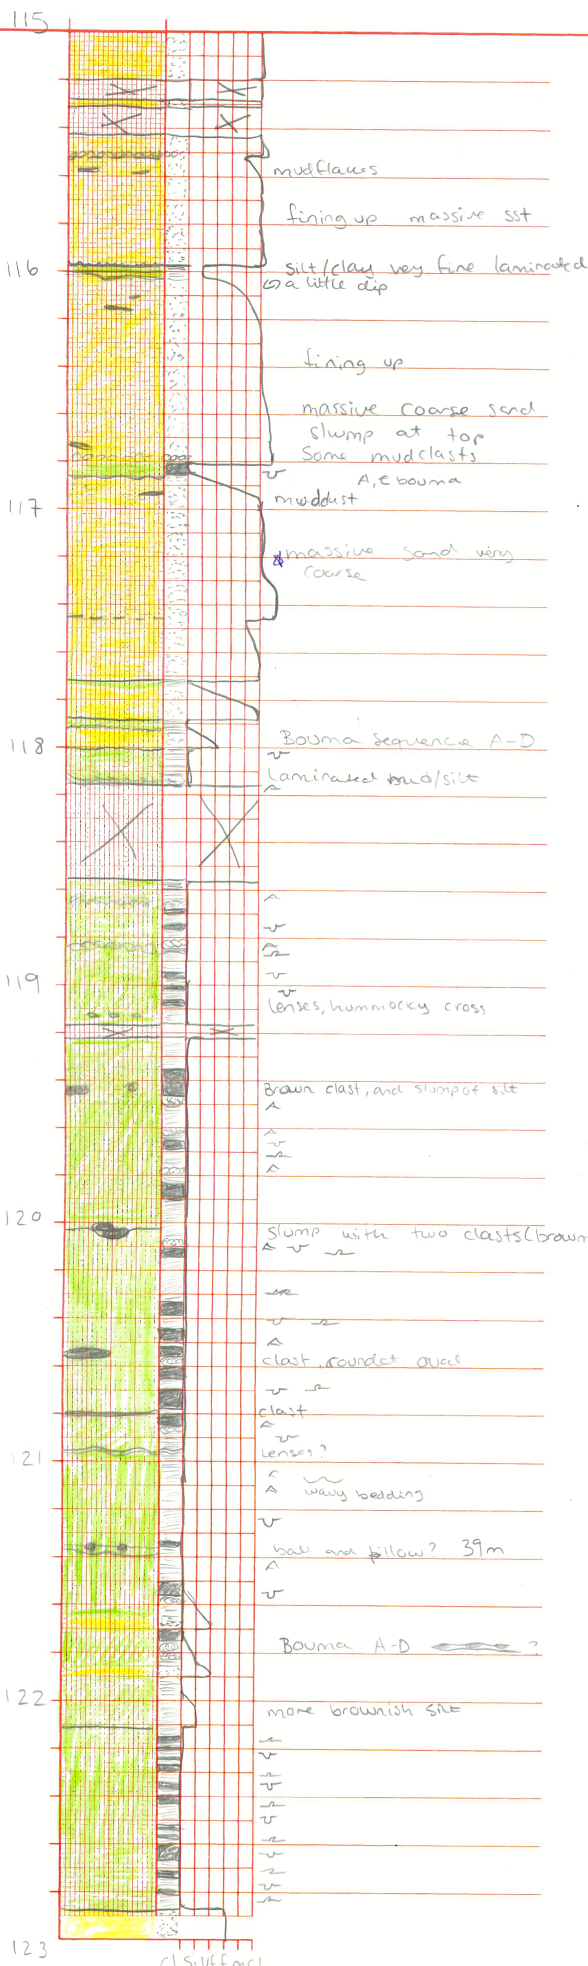 115
mudflaces
fining up massive sst
116
silt/clay very fine laminated
a little dip
fining up
massive coarse sand
slump at top
Some mudclasts
A, E bouma
117
massive sand very
coarse
118
Bouma Sequence A-D
laminated mud/silt
119
lenses, hummocky cross
Brown clast, and slump of silt
120
slump with two clasts (brown
clast, roundet oval
clast
121
lenses?
wavy bedding
ball and pillow? 39m
Bouma A-D ?
122
more brownish silt
123